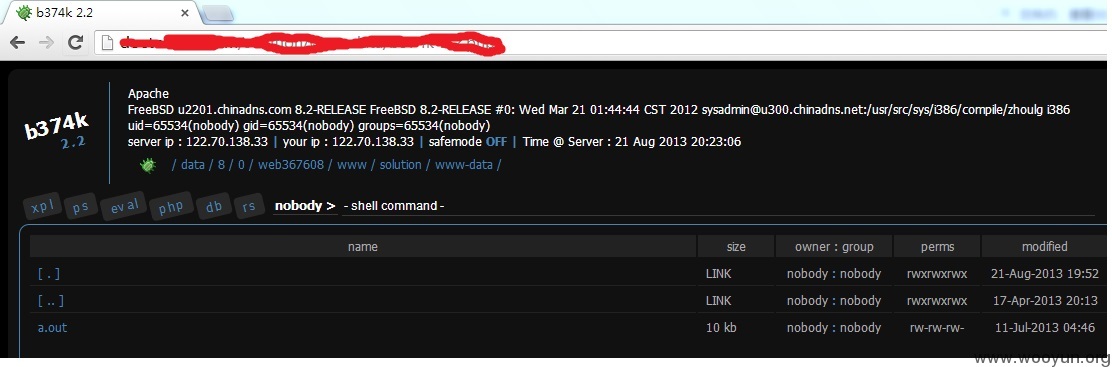 b374k 2.2
Apache
FreeBSD u2201.chinadns.com 8.2-RELEASE FreeBSD 8.2-RELEASE #0: Wed Mar 21 01:44:44 CST 2012 sysadmin@u300.chinadns.net:/usr/src/sys/i386/compile/zhoulg i386
uid=65534(nobody) gid=65534(nobody) groups=65534(nobody)
server ip : 122.70.138.33 | your ip : 122.70.138.33 | safemode OFF | Time @ Server : 21 Aug 2013 20:23:06
b374k
2.2
/ data / 8 / 0 / web367608 / www / solution / www-data /
xpl ps eval php db rs nobody > - shell command -
name size owner : group perms modified
[ . ] LINK nobody : nobody rwxrwxrwx 21-Aug-2013 19:52
[ .. ] LINK nobody : nobody rwxrwxrwx 17-Apr-2013 20:13
a.out 10 kb nobody : nobody rw-rw-rw- 11-Jul-2013 04:46
www.wooyun.org